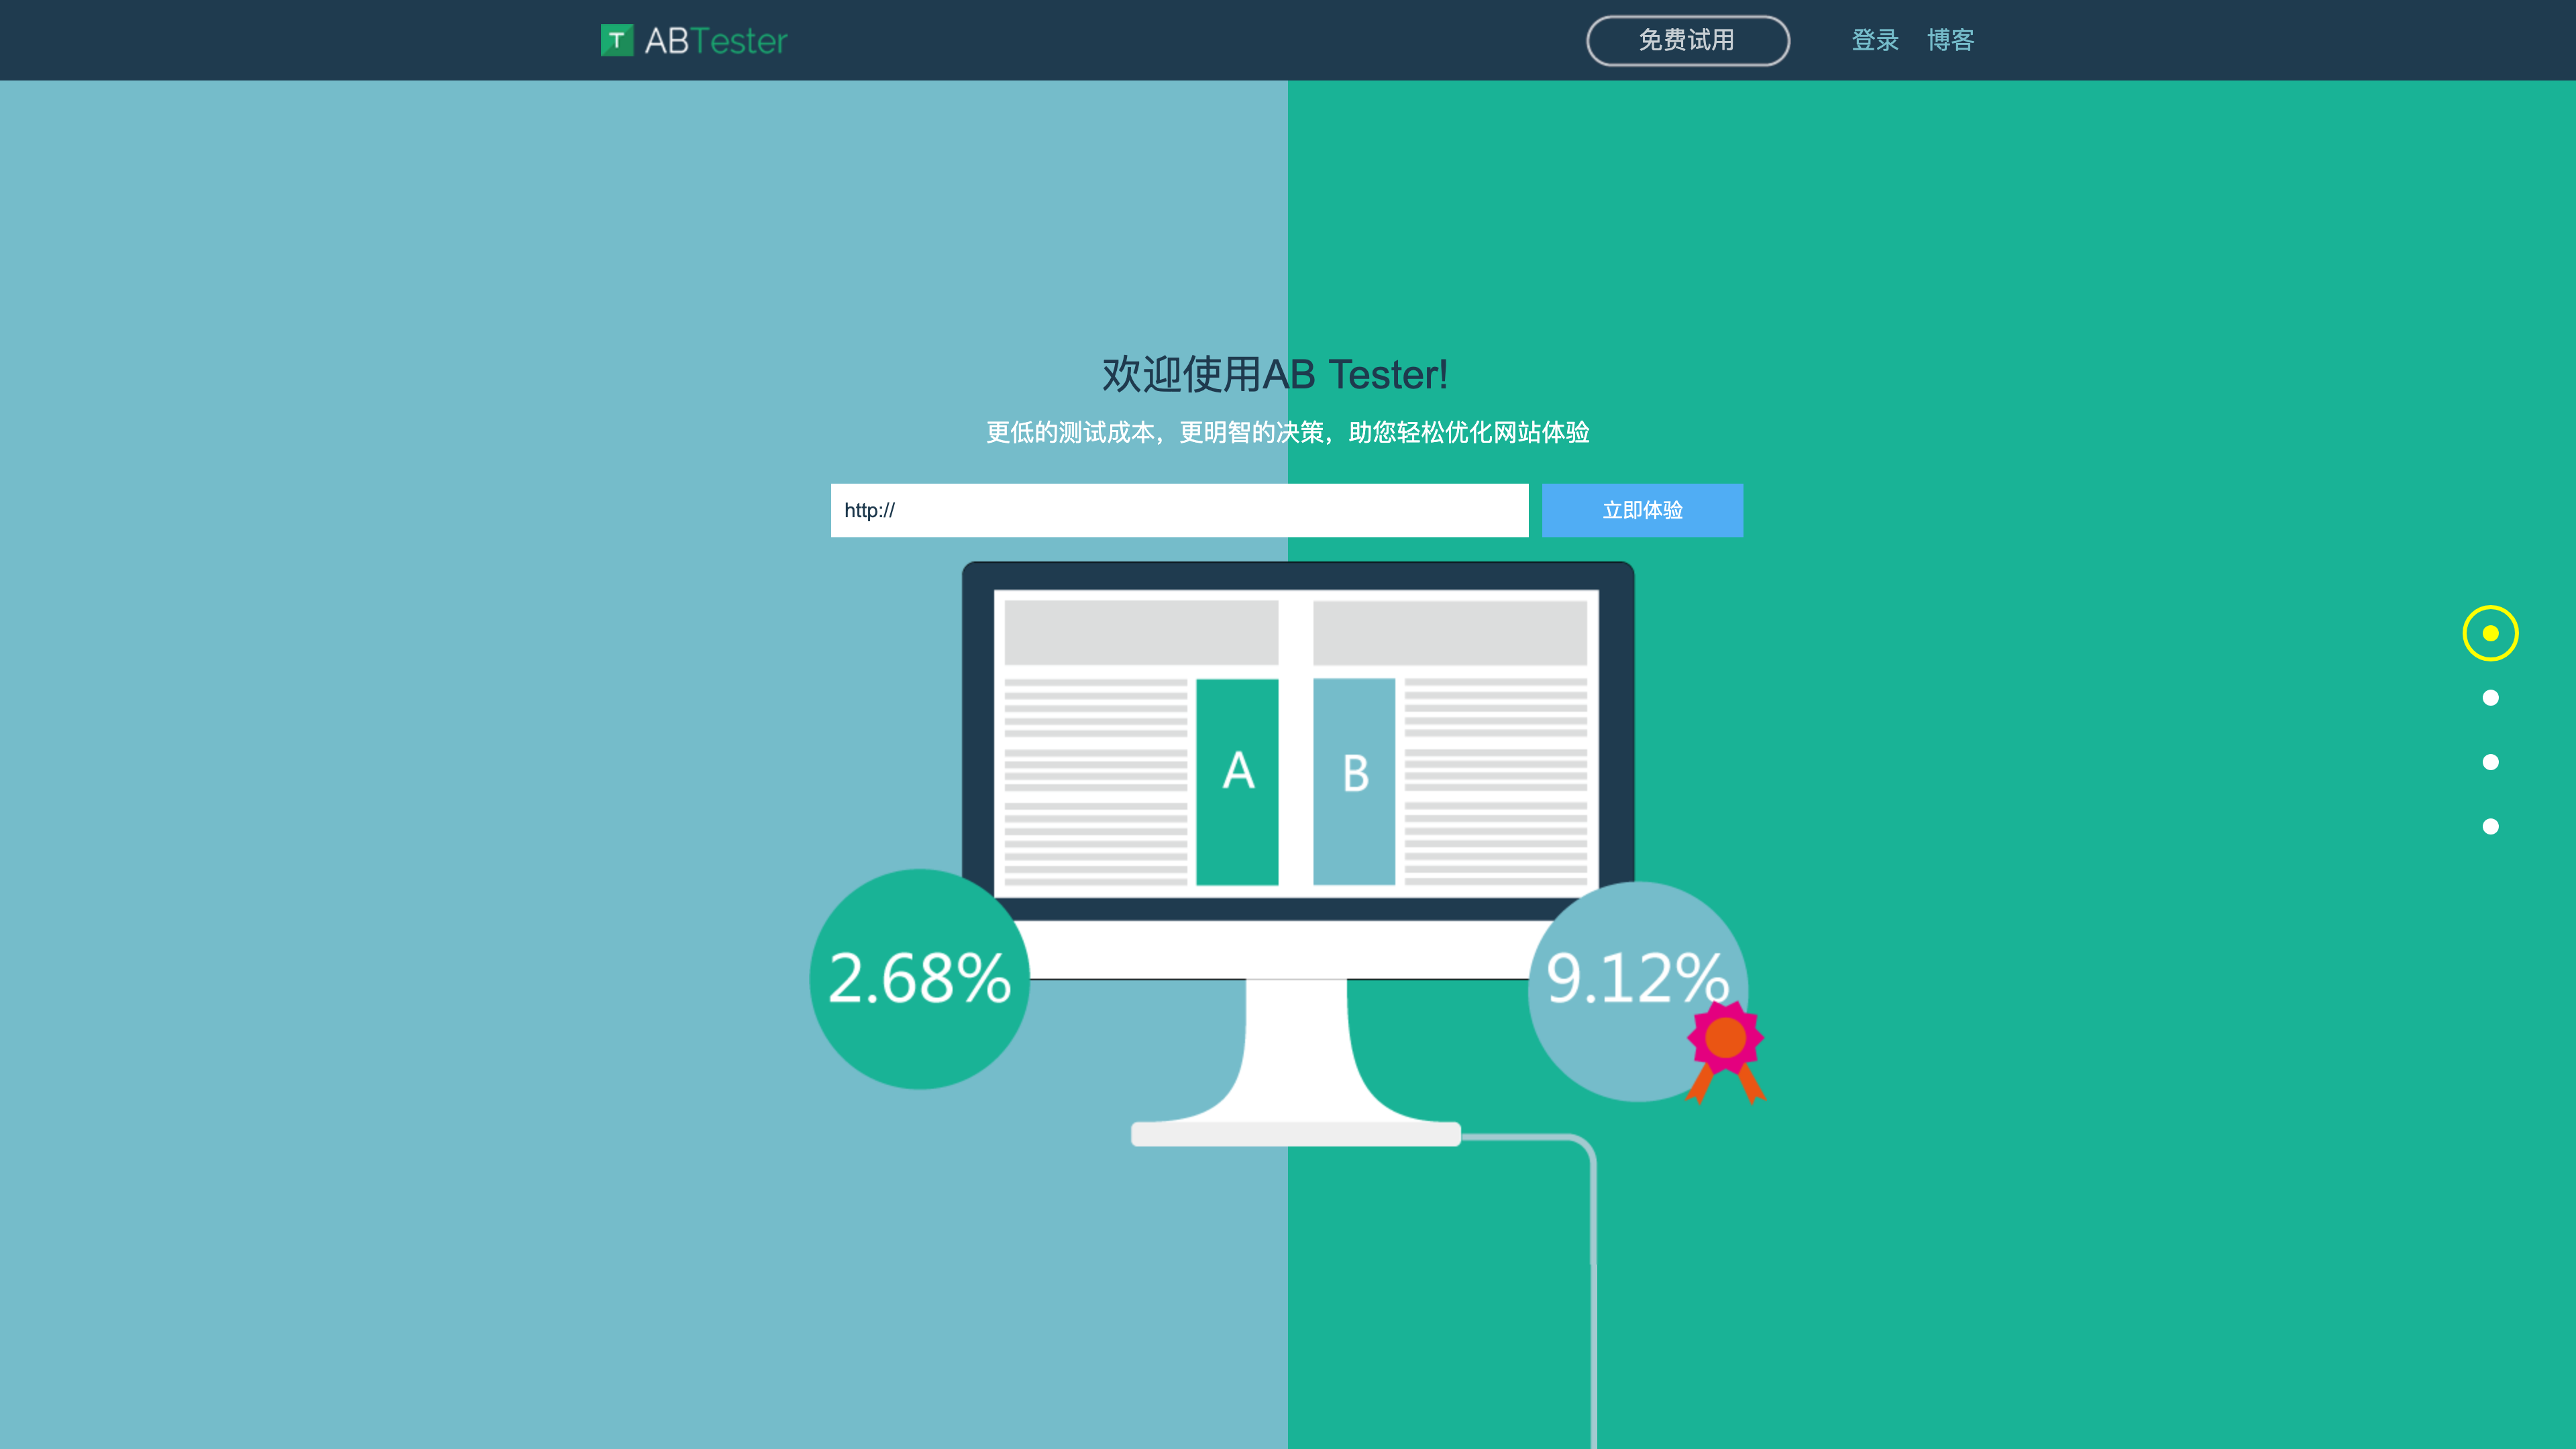 T ABTester
免费试用
登录
博客
欢迎使用AB Tester!
更低的测试成本，更明智的决策，助您轻松优化网站体验
http://
立即体验
A
B
2.68%
9.12%